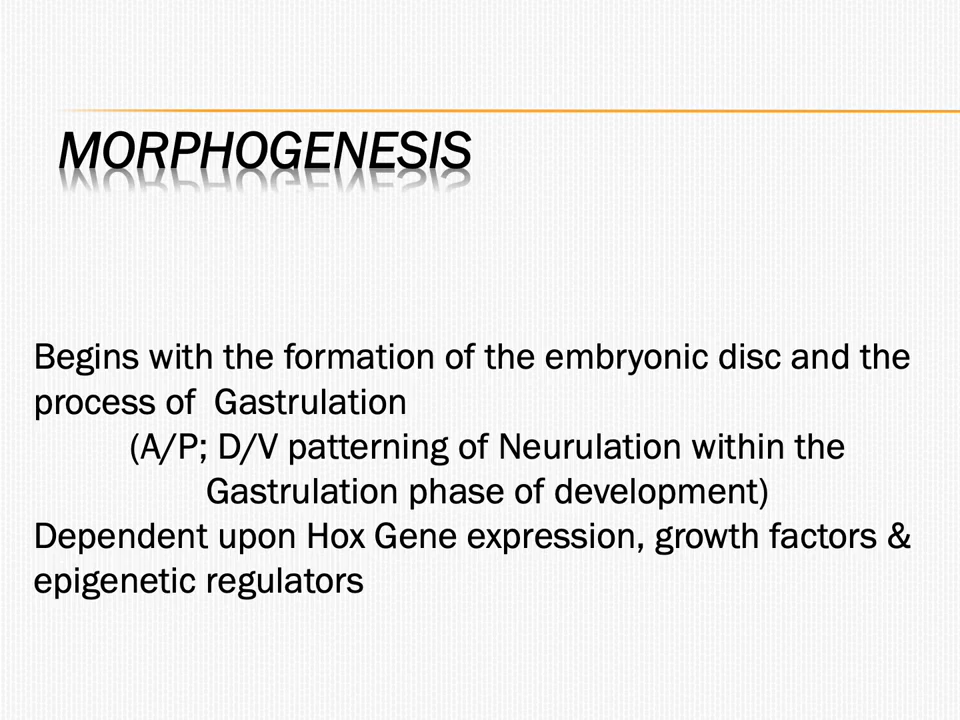 MORPHOGENESIS
Begins with the formation of the embryonic disc and the
process of  Gastrulation
(A/P; D/V patterning of Neurulation within the
Gastrulation phase of development)
Dependent upon Hox Gene expression, growth factors &
epigenetic regulators